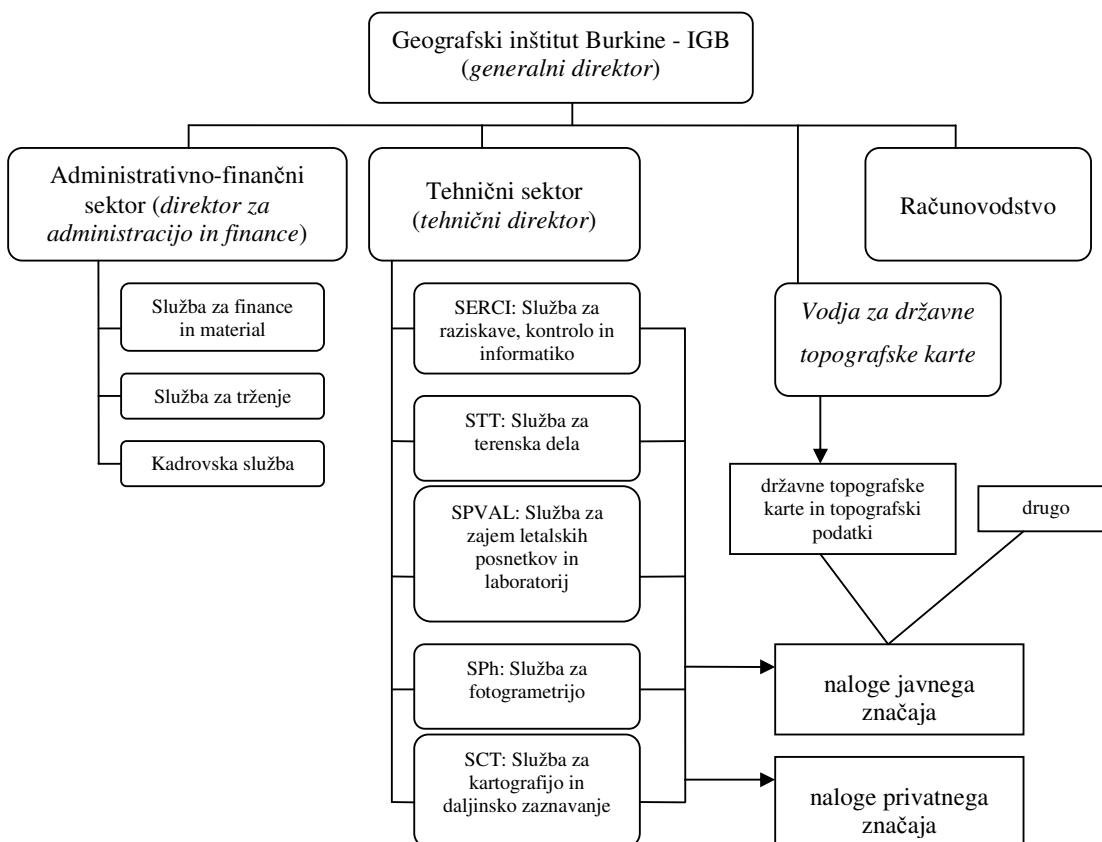 Geografski inštitut Burkine - IGB
(generalni direktor)
Administrativno-finančni
sektor (direktor za
administracijo in finance)
Tehnični sektor
(tehnični direktor)
Računovodstvo
Služba za finance
in material
Služba za trženje
Kadrovska služba
SERCI: Služba za
raziskave, kontrolo in
informatiko
STT: Služba za
terenska dela
SPVAL: Služba za
zajem letalskih
posnetkov in
laboratorij
SPh: Služba za
fotogrametrijo
SCT: Služba za
kartografijo in
daljinsko zaznavanje
Vodja za državne
topografske karte
državne topografske
karte in topografski
podatki
drugo
naloge javnega
značaja
naloge privatnega
značaja